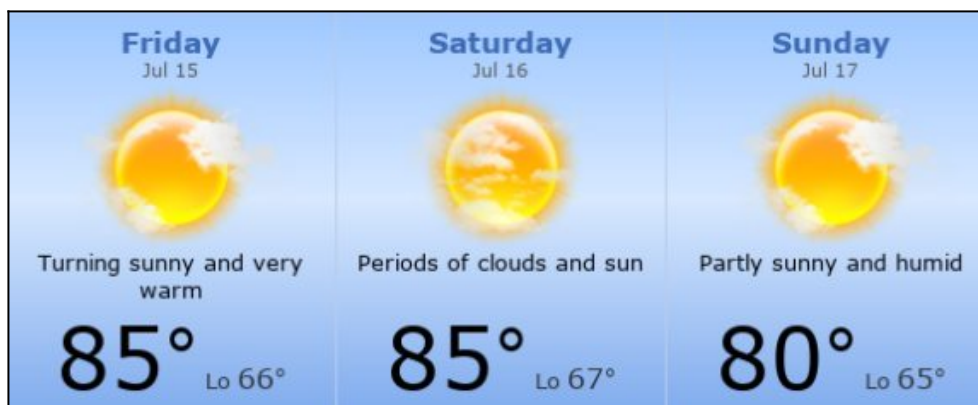 Friday
Jul 15
Turning sunny and very
warm
85° Lo 66°
Saturday
Jul 16
Periods of clouds and sun
85° Lo 67°
Sunday
Jul 17
Partly sunny and humid
80° Lo 65°